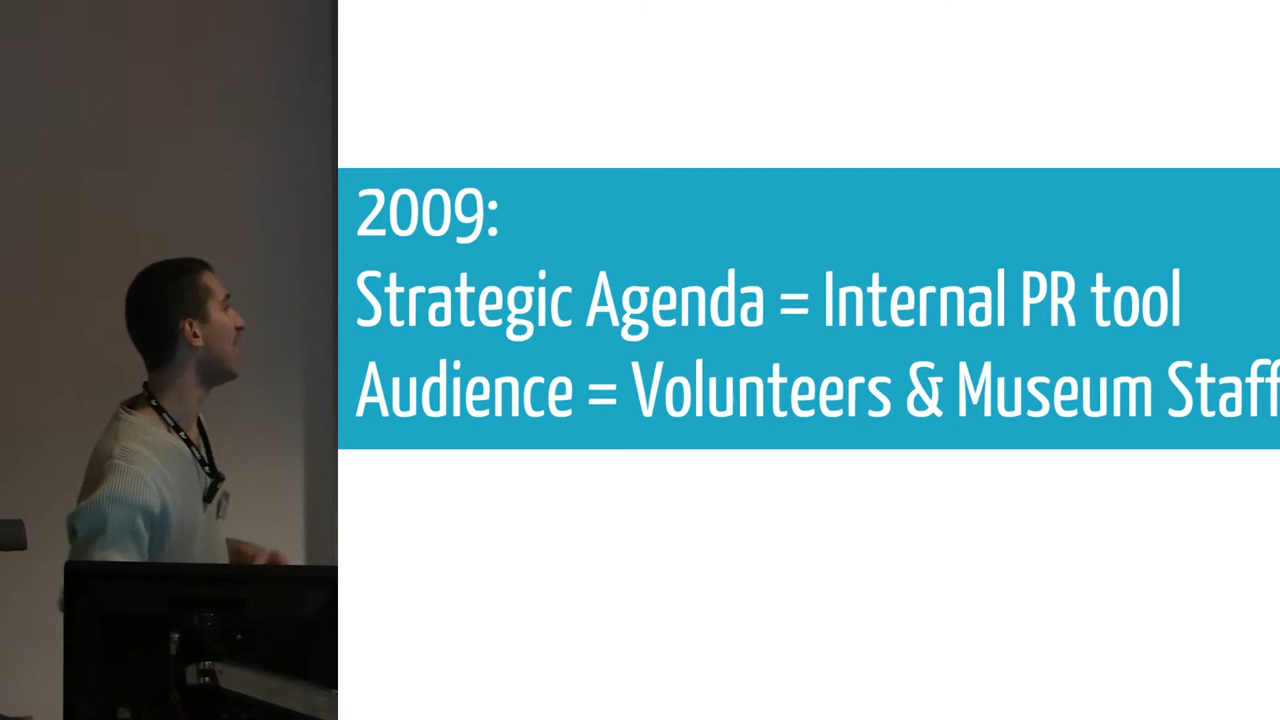 2009:
Strategic Agenda = Internal PR tool
Audience = Volunteers & Museum Staff